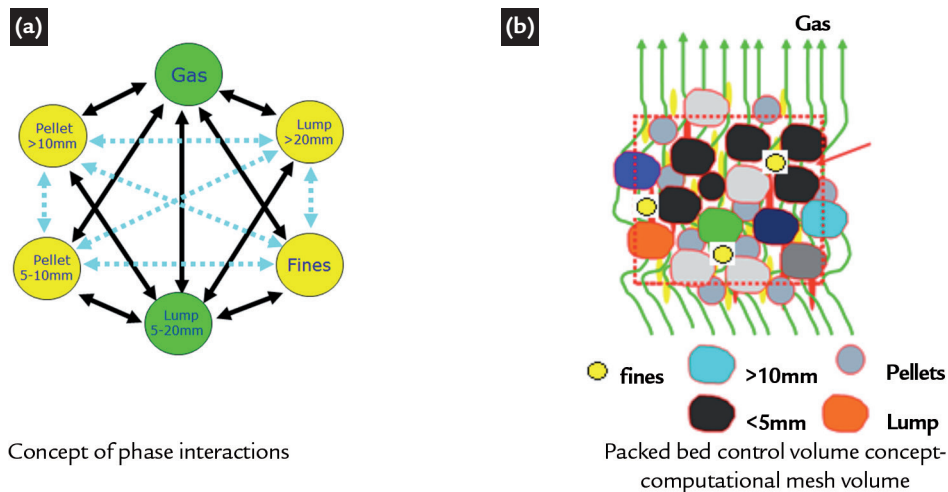 (a)
Gas
Pellet
>10mm
Lump
>20mm
Pellet
5-10mm
Fines
Lump
5-20mm
Concept of phase interactions
(b)
Gas
fines
>10mm
Pellets
<5mm
Lump
Packed bed control volume concept-
computational mesh volume